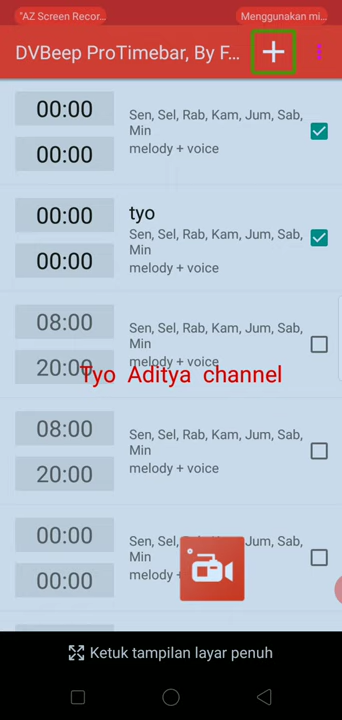 "AZ Screen Recor...
Menggunakan mi...
DVBeep ProTimebar, By F...
00:00
00:00
Sen, Sel, Rab, Kam, Jum, Sab,
Min
melody + voice
00:00
00:00
tyo
Sen, Sel, Rab, Kam, Jum, Sab,
Min
melody + voice
08:00
20:00
Sen, Sel, Rab, Kam, Jum, Sab,
Min
melody + voice
Tyo Aditya channel
08:00
20:00
Sen, Sel, Rab, Kam, Jum, Sab,
Min
melody + voice
00:00
00:00
Sen, Sel, Jum, Sab,
Min
melody +
Ketuk tampilan layar penuh